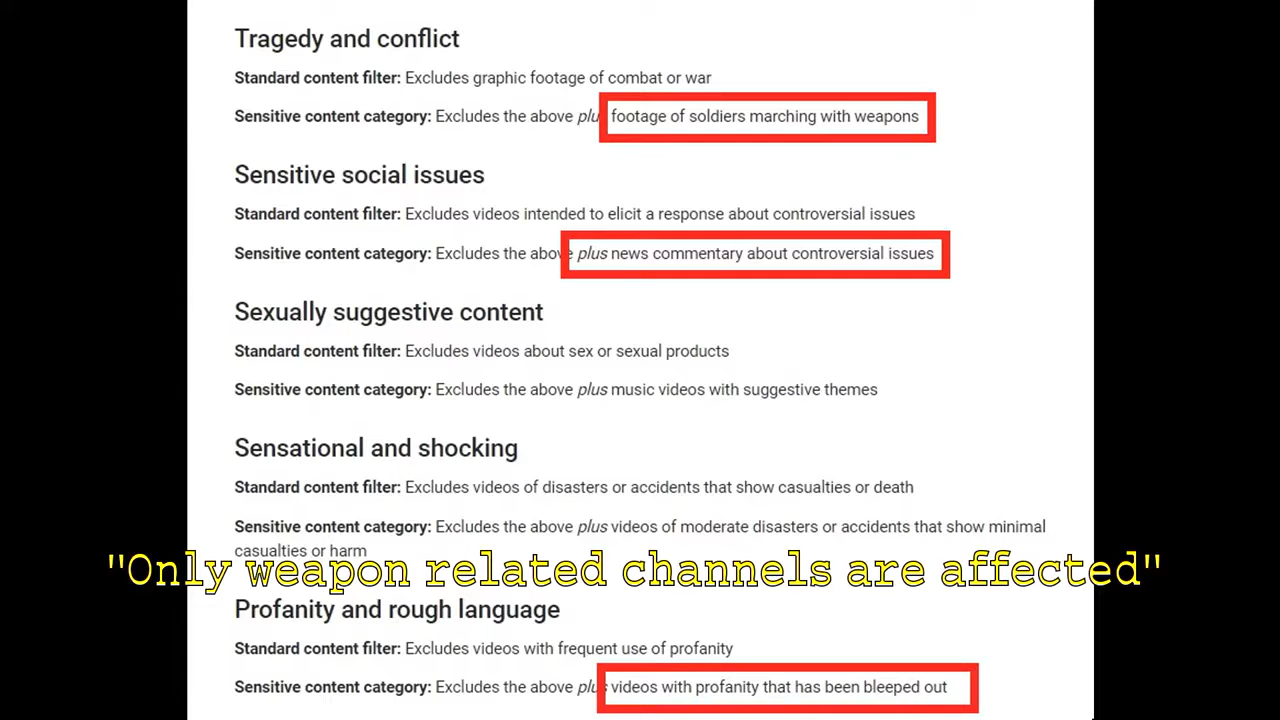 Tragedy and conflict
Standard content filter: Excludes graphic footage of combat or war
Sensitive content category: Excludes the above plu footage of soldiers marching with weapons
Sensitive social issues
Standard content filter: Excludes videos intended to elicit a response about controversial issues
Sensitive content category: Excludes the above plus news commentary about controversial issues
Sexually suggestive content
Standard content filter: Excludes videos about sex or sexual products
Sensitive content category: Excludes the above plus music videos with suggestive themes
Sensational and shocking
Standard content filter: Excludes videos of disasters or accidents that show casualties or death
Sensitive content category: Excludes the above plus videos of moderate disasters or accidents that show minimal
casualties or harm
"Only weapon related channels are affected"
Profanity and rough language
Standard content filter: Excludes videos with frequent use of profanity
Sensitive content category: Excludes the above plus videos with profanity that has been bleeped out